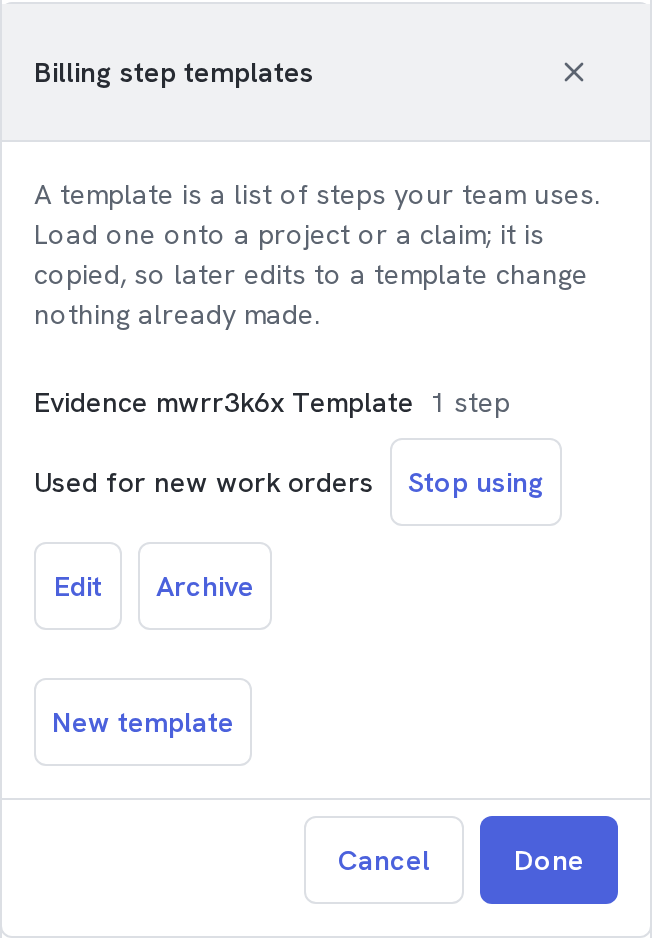 Billing step templates
A template is a list of steps your team uses.
Load one onto a project or a claim; it is
copied, so later edits to a template change
nothing already made.
Evidence mwrr3k6x Template 1 step
Used for new work orders Stop using
Edit Archive
New template
Cancel Done